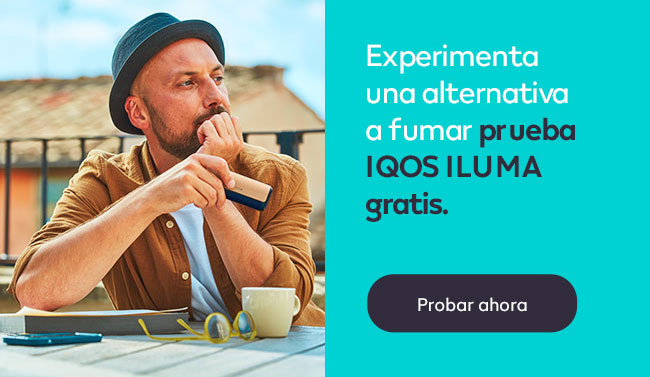 Experimenta
una alternativa
a fumar prueba
IQOS ILUMA
gratis.
Probar ahora